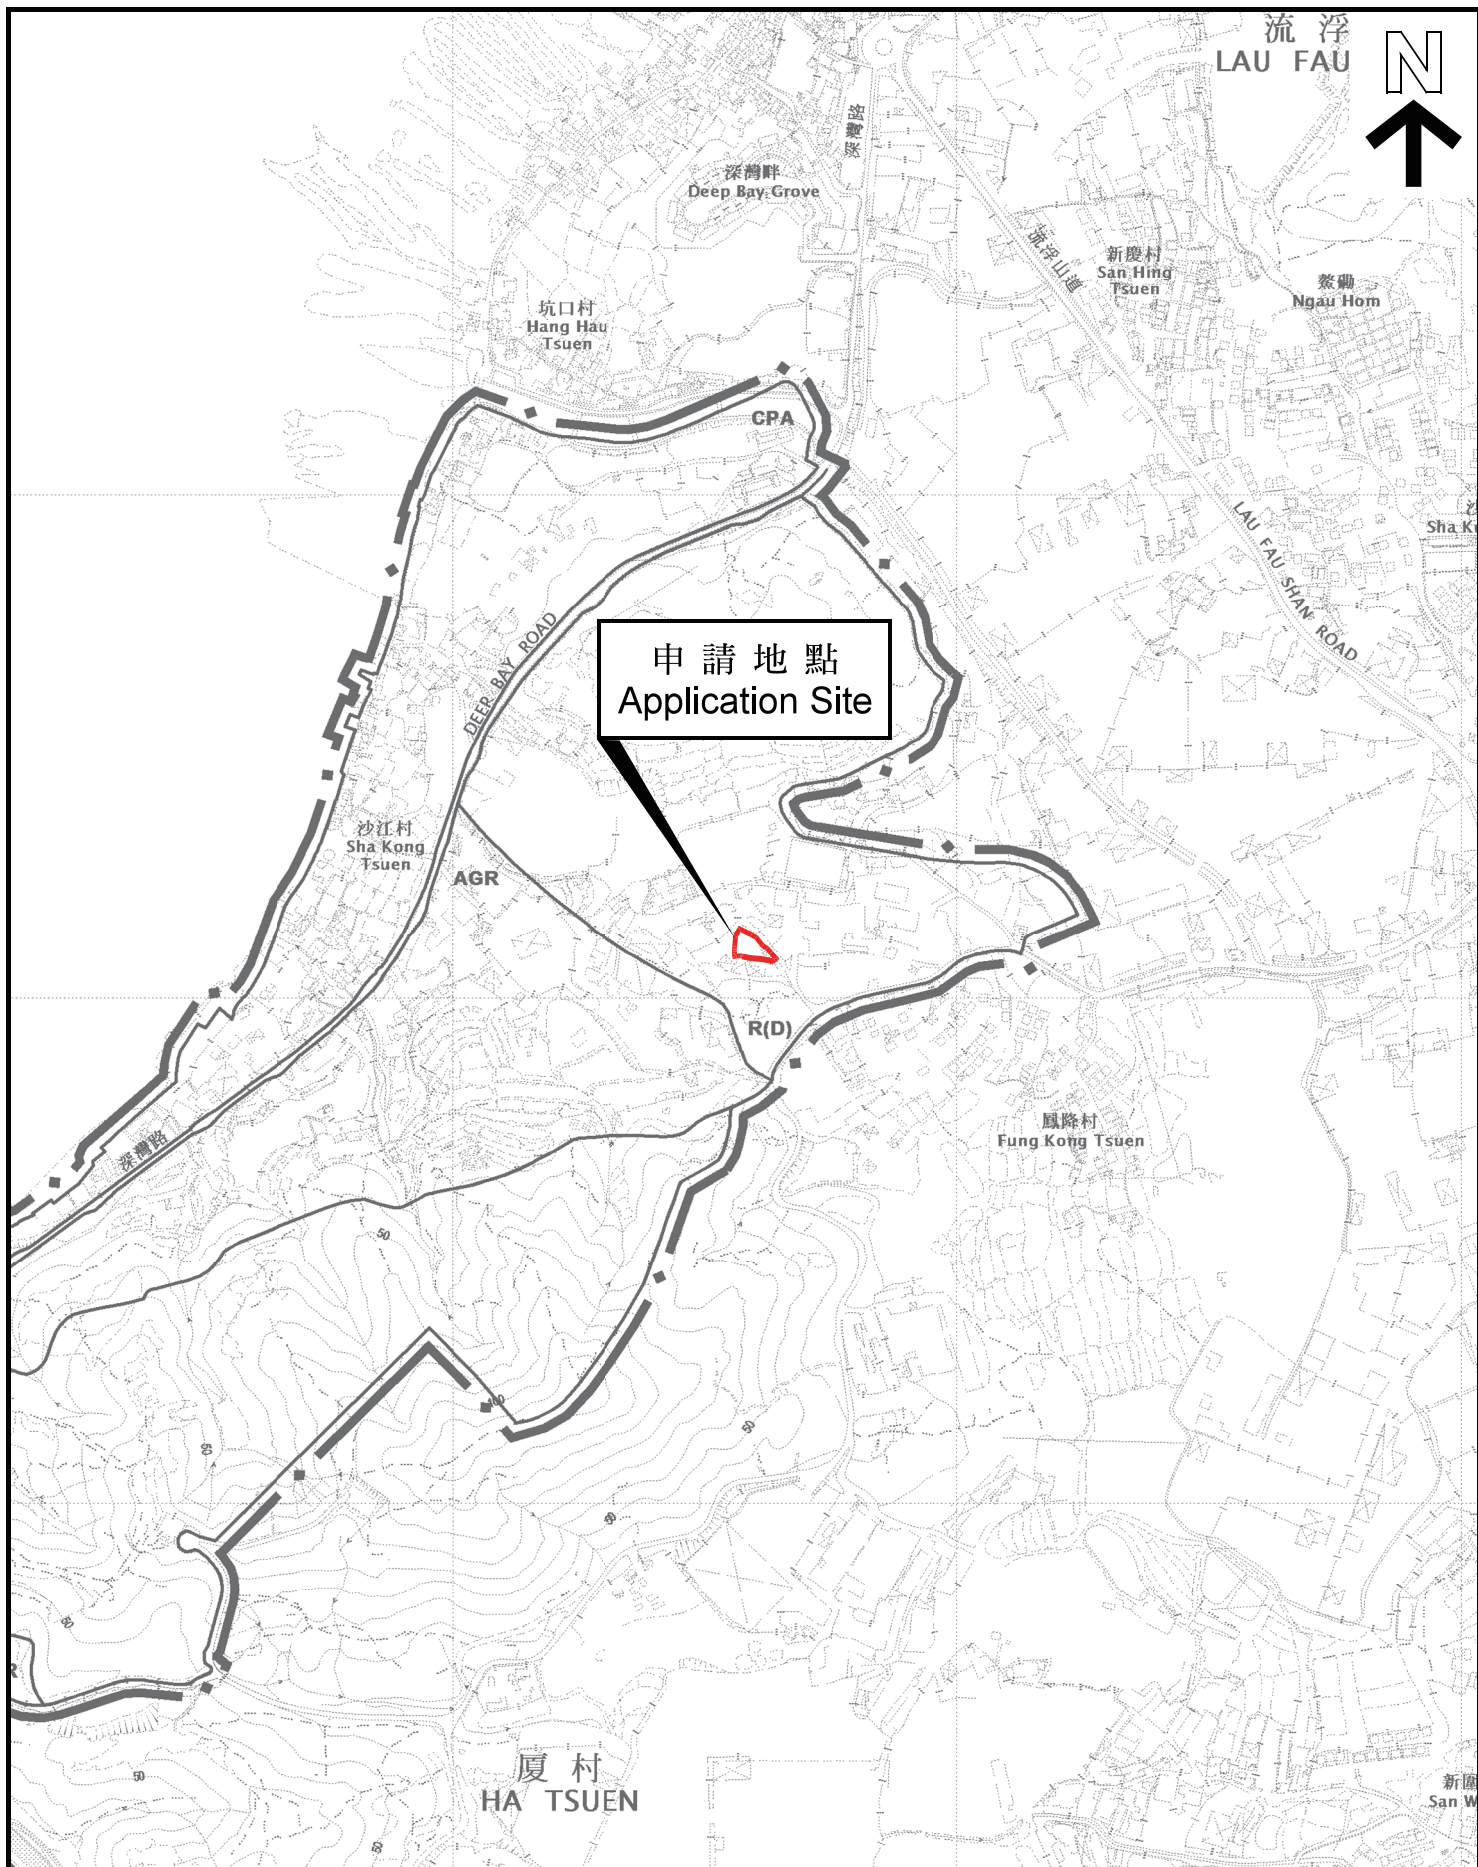 流 浮
LAU FAU
N
深灣路
深灣畔
Deep Bay Grove
流浮山道
新慶村
San Hing
Tsuen
鰲磡
Ngau Hom
坑口村
Hang Hau
Tsuen
CPA
LAU FAU SHAN ROAD
Sha K
DEEP BAY ROAD
申請地點
Application Site
沙江村
Sha Kong
Tsuen
AGR
R(D)
鳳降村
Fung Kong Tsuen
深灣路
50
50
50
50
50
50
厦 村
HA TSUEN
新圍
San W
50